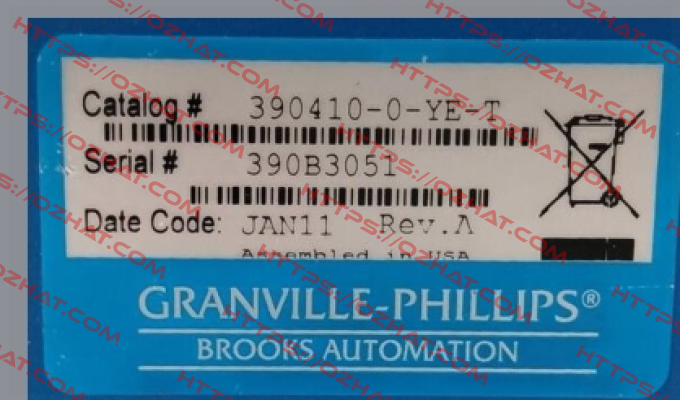 Catalog # 390410-0-YE-T
Serial # 390B3051
Date Code: JAN11 Rev.A
Assembled in USA
GRANVILLE-PHILLIPS®
BROOKS AUTOMATION
HTTPS://OZHAT.COM